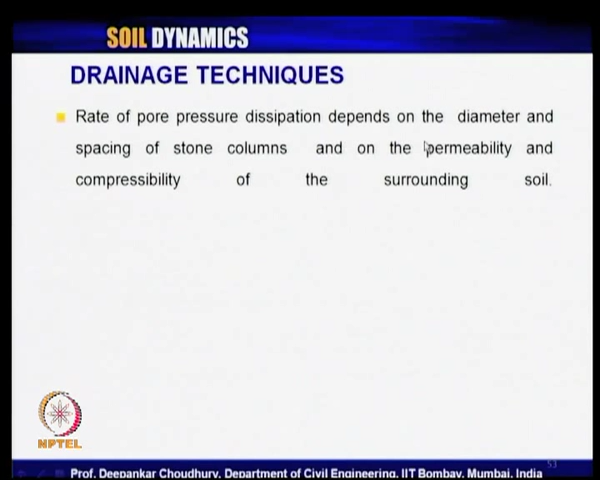 SOIL DYNAMICS
DRAINAGE TECHNIQUES
Rate of pore pressure dissipation depends on the diameter and
spacing of stone columns and on the permeability and
compressibility of the surrounding soil.
NPTEL
53
Prof. Deepankar Choudhury, Department of Civil Engineering, IIT Bombay, Mumbai, India